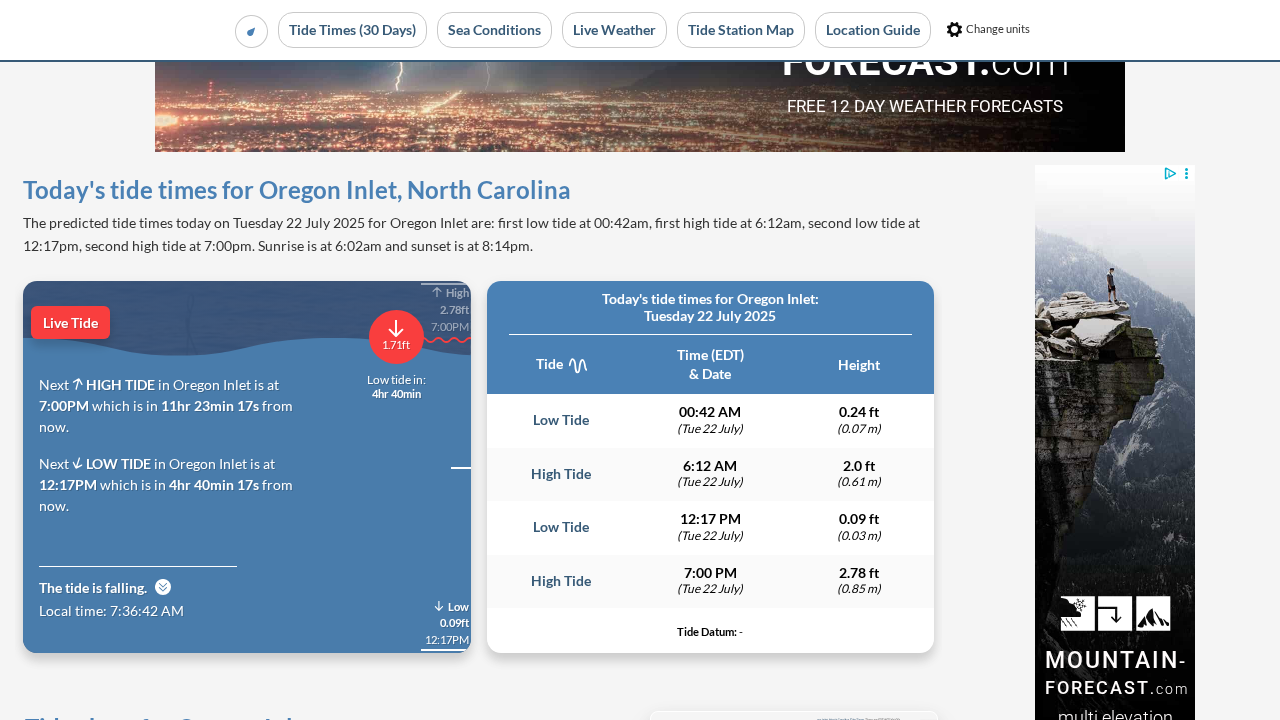 Tide Times (30 Days)
Sea Conditions
Live Weather
Tide Station Map
Location Guide
Change units
FORECAST.com
FREE 12 DAY WEATHER FORECASTS
Today's tide times for Oregon Inlet, North Carolina
The predicted tide times today on Tuesday 22 July 2025 for Oregon Inlet are: first low tide at 00:42am, first high tide at 6:12am, second low tide at
12:17pm, second high tide at 7:00pm. Sunrise is at 6:02am and sunset is at 8:14pm.
Live Tide
High
2.78ft
7:00PM
1.71ft
Low tide in:
4hr 40min
Next HIGH TIDE in Oregon Inlet is at
7:00PM which is in 11hr 23min 17s from
now.
Next LOW TIDE in Oregon Inlet is at
12:17PM which is in 4hr 40min 17s from
now.
The tide is falling.
Local time: 7:36:42 AM
Low
0.09ft
12:17PM
Today's tide times for Oregon Inlet:
Tuesday 22 July 2025
Tide
Time (EDT)
& Date
Height
Low Tide
00:42 AM
(Tue 22 July)
0.24 ft
(0.07 m)
High Tide
6:12 AM
(Tue 22 July)
2.0 ft
(0.61 m)
Low Tide
12:17 PM
(Tue 22 July)
0.09 ft
(0.03 m)
High Tide
7:00 PM
(Tue 22 July)
2.78 ft
(0.85 m)
Tide Datum: -
MOUNTAIN-
FORECAST.com
multi elevation